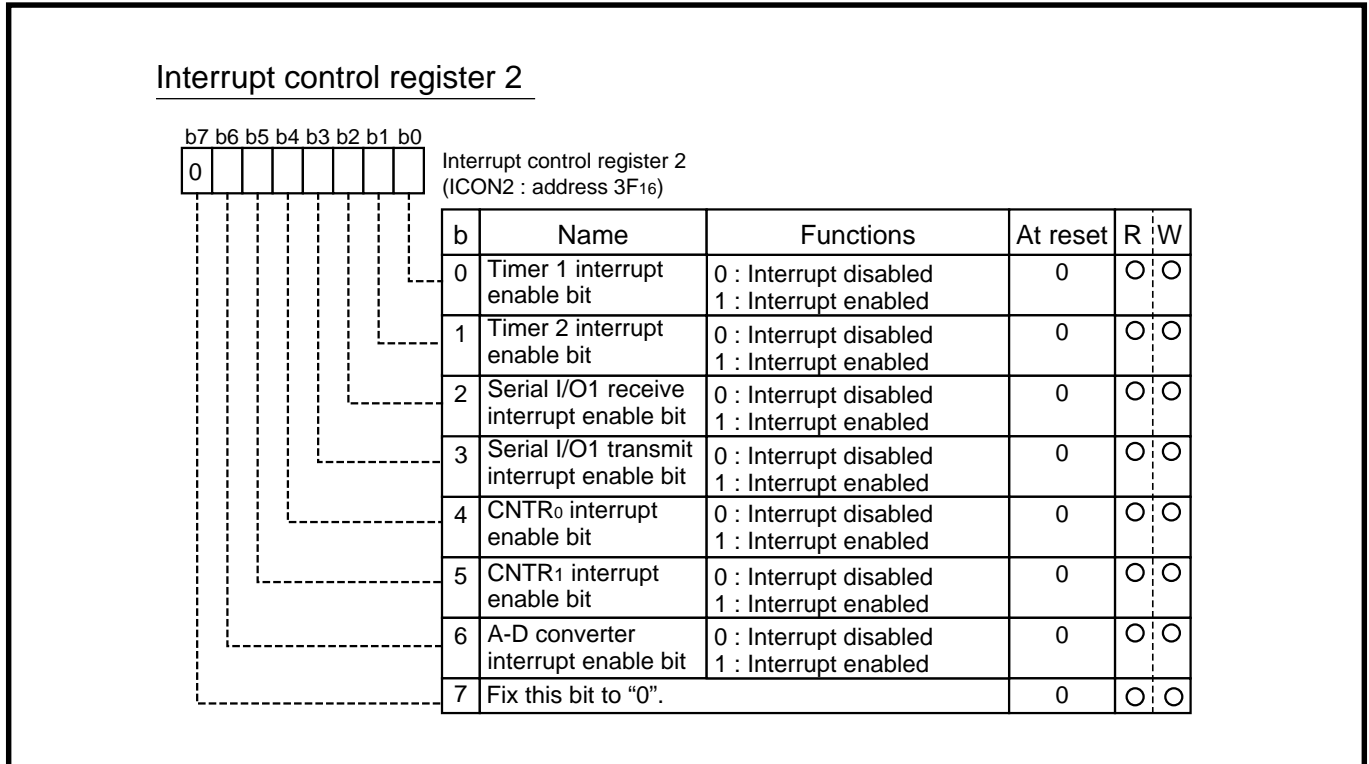 Interrupt control register 2
b7 b6 b5 b4 b3 b2 b1 b0
0
Interrupt control register 2
(ICON2 : address 3F16)
b Name Functions At reset R W
0 Timer 1 interrupt enable bit 0 : Interrupt disabled 0 ○ ○
1 : Interrupt enabled
1 Timer 2 interrupt enable bit 0 : Interrupt disabled 0 ○ ○
1 : Interrupt enabled
2 Serial I/O1 receive interrupt enable bit 0 : Interrupt disabled 0 ○ ○
1 : Interrupt enabled
3 Serial I/O1 transmit interrupt enable bit 0 : Interrupt disabled 0 ○ ○
1 : Interrupt enabled
4 CNTR0 interrupt enable bit 0 : Interrupt disabled 0 ○ ○
1 : Interrupt enabled
5 CNTR1 interrupt enable bit 0 : Interrupt disabled 0 ○ ○
1 : Interrupt enabled
6 A-D converter interrupt enable bit 0 : Interrupt disabled 0 ○ ○
1 : Interrupt enabled
7 Fix this bit to “0”. 0 ○ ○